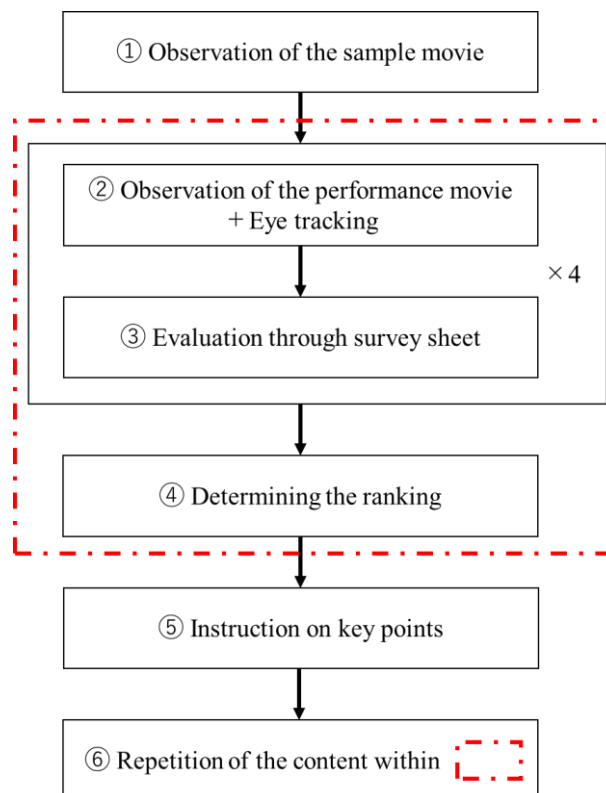 ① Observation of the sample movie
② Observation of the performance movie
+ Eye tracking
× 4
③ Evaluation through survey sheet
④ Determining the ranking
⑤ Instruction on key points
⑥ Repetition of the content within